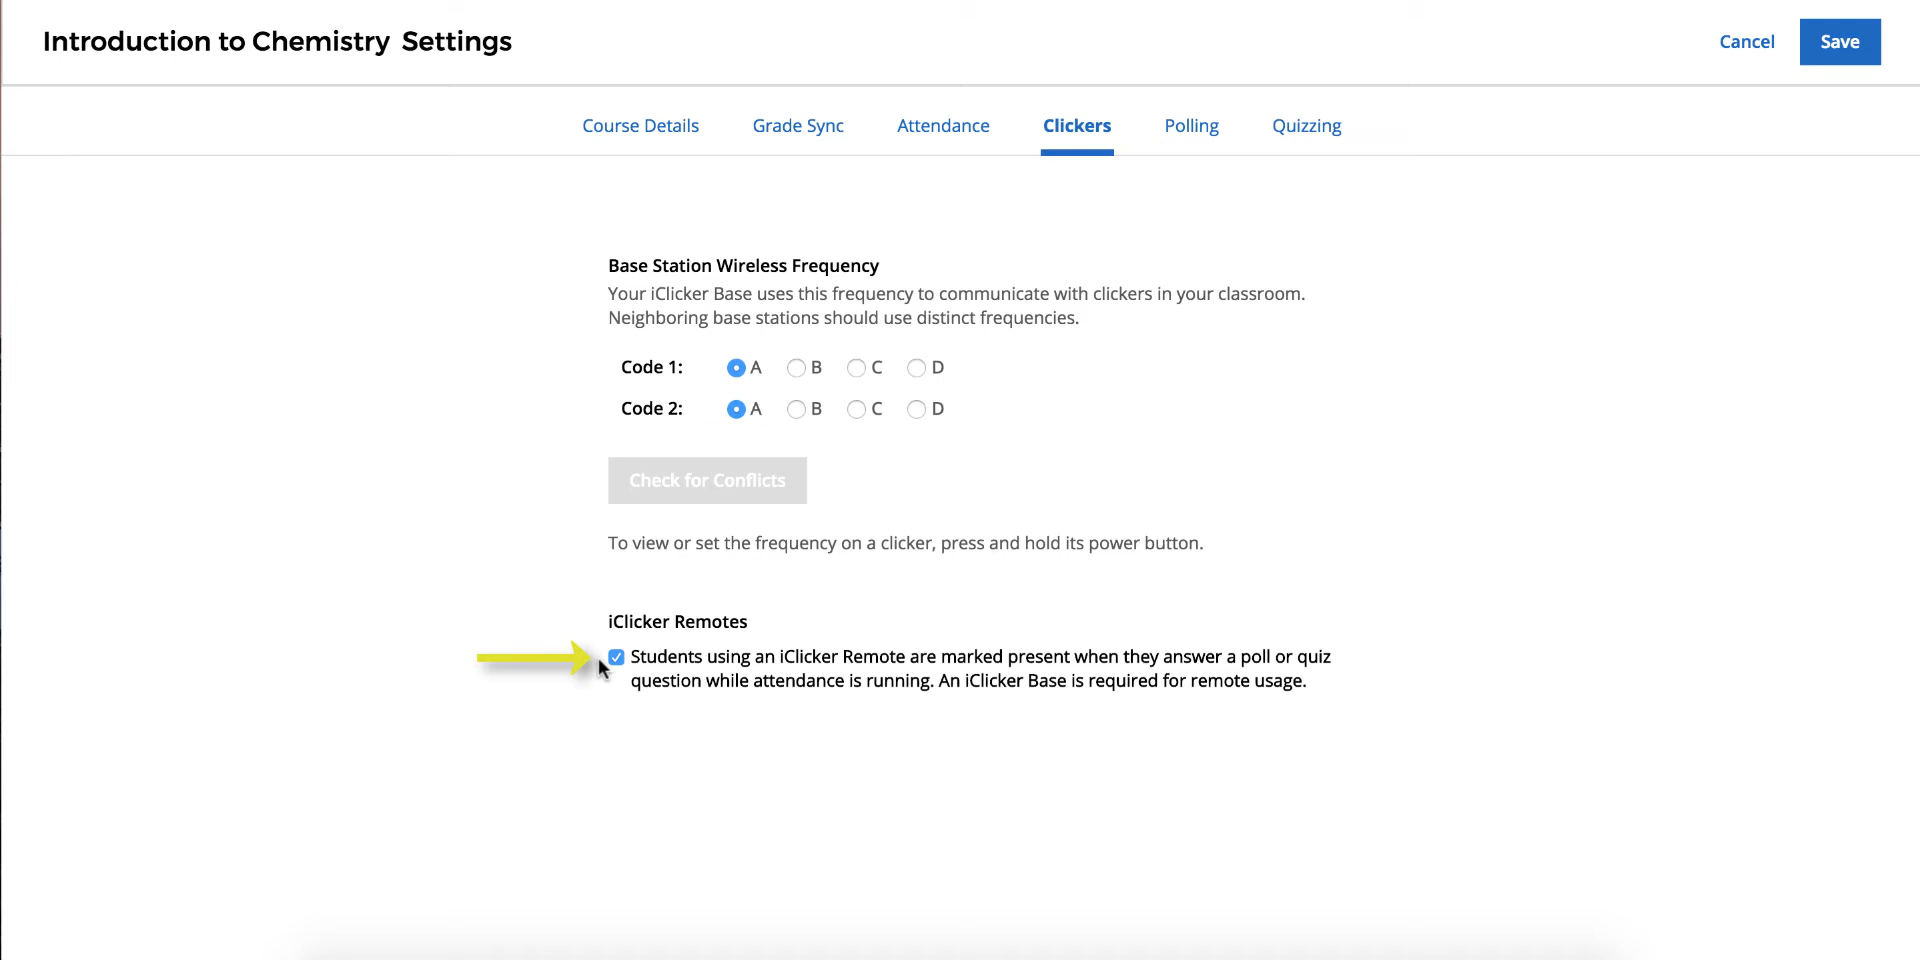 Introduction to Chemistry Settings
Cancel
Save
Course Details
Grade Sync
Attendance
Clickers
Polling
Quizzing
Base Station Wireless Frequency
Your iClicker Base uses this frequency to communicate with clickers in your classroom.
Neighboring base stations should use distinct frequencies.
Code 1: A B C D
Code 2: A B C D
Check for Conflicts
To view or set the frequency on a clicker, press and hold its power button.
iClicker Remotes
Students using an iClicker Remote are marked present when they answer a poll or quiz
question while attendance is running. An iClicker Base is required for remote usage.